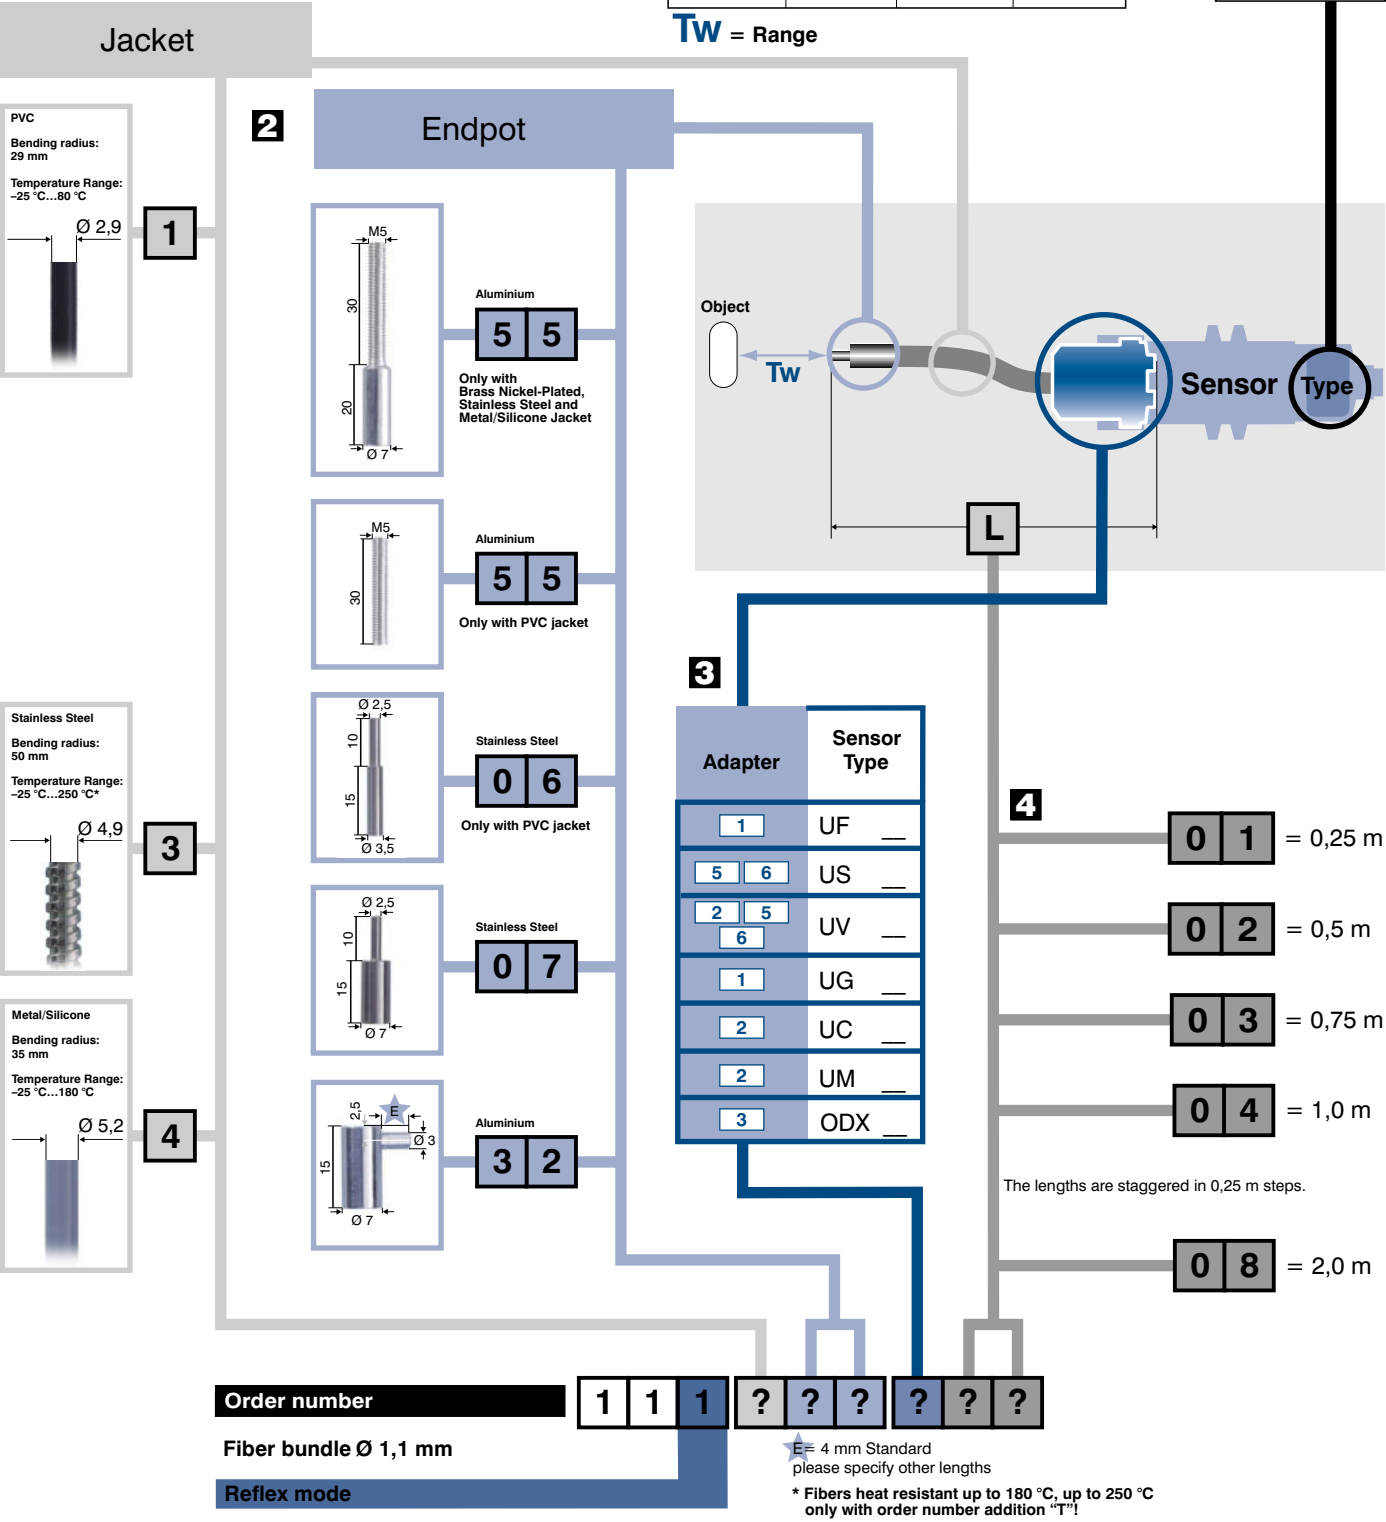 Tw = Range
Jacket
PVC
Bending radius:
29 mm
Temperature Range:
–25 °C...80 °C
Ø 2,9
1
Stainless Steel
Bending radius:
50 mm
Temperature Range:
–25 °C...250 °C*
Ø 4,9
3
Metal/Silicone
Bending radius:
35 mm
Temperature Range:
–25 °C...180 °C
Ø 5,2
4
2
Endpot
M5
30
20
Ø 7
Aluminium
5 5
Only with
Brass Nickel-Plated,
Stainless Steel and
Metal/Silicone Jacket
M5
30
Aluminium
5 5
Only with PVC jacket
Ø 2,5
10
15
Ø 3,5
Stainless Steel
0 6
Only with PVC jacket
Ø 2,5
10
15
Ø 7
Stainless Steel
0 7
2,5
E
Ø 3
15
Ø 7
Aluminium
3 2
Object
Tw
Sensor
Type
L
3
Adapter
Sensor
Type
1 UF __
5 6 US __
2 5 6 UV __
1 UG __
2 UC __
2 UM __
3 ODX __
4
0 1 = 0,25 m
0 2 = 0,5 m
0 3 = 0,75 m
0 4 = 1,0 m
The lengths are staggered in 0,25 m steps.
0 8 = 2,0 m
Order number
1 1 1 ? ? ? ? ? ?
Fiber bundle Ø 1,1 mm
Reflex mode
E= 4 mm Standard
please specify other lengths
* Fibers heat resistant up to 180 °C, up to 250 °C
only with order number addition “T”!